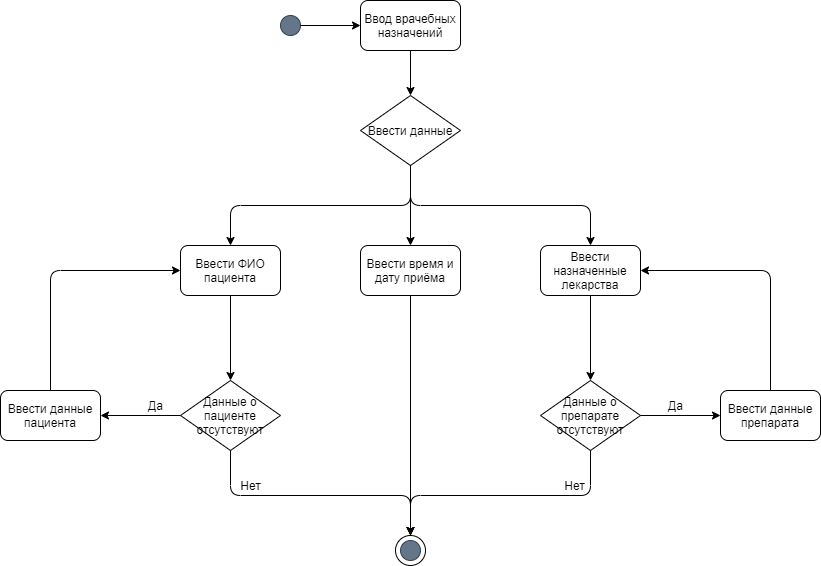 Ввод врачебных
назначений
Ввести данные
Ввести ФИО
пациента
Ввести время и
дату приёма
Ввести
назначенные
лекарства
Ввести данные
пациента
Да
Данные о
пациенте
отсутствуют
Данные о
препарате
отсутствуют
Да
Ввести данные
препарата
Нет
Нет